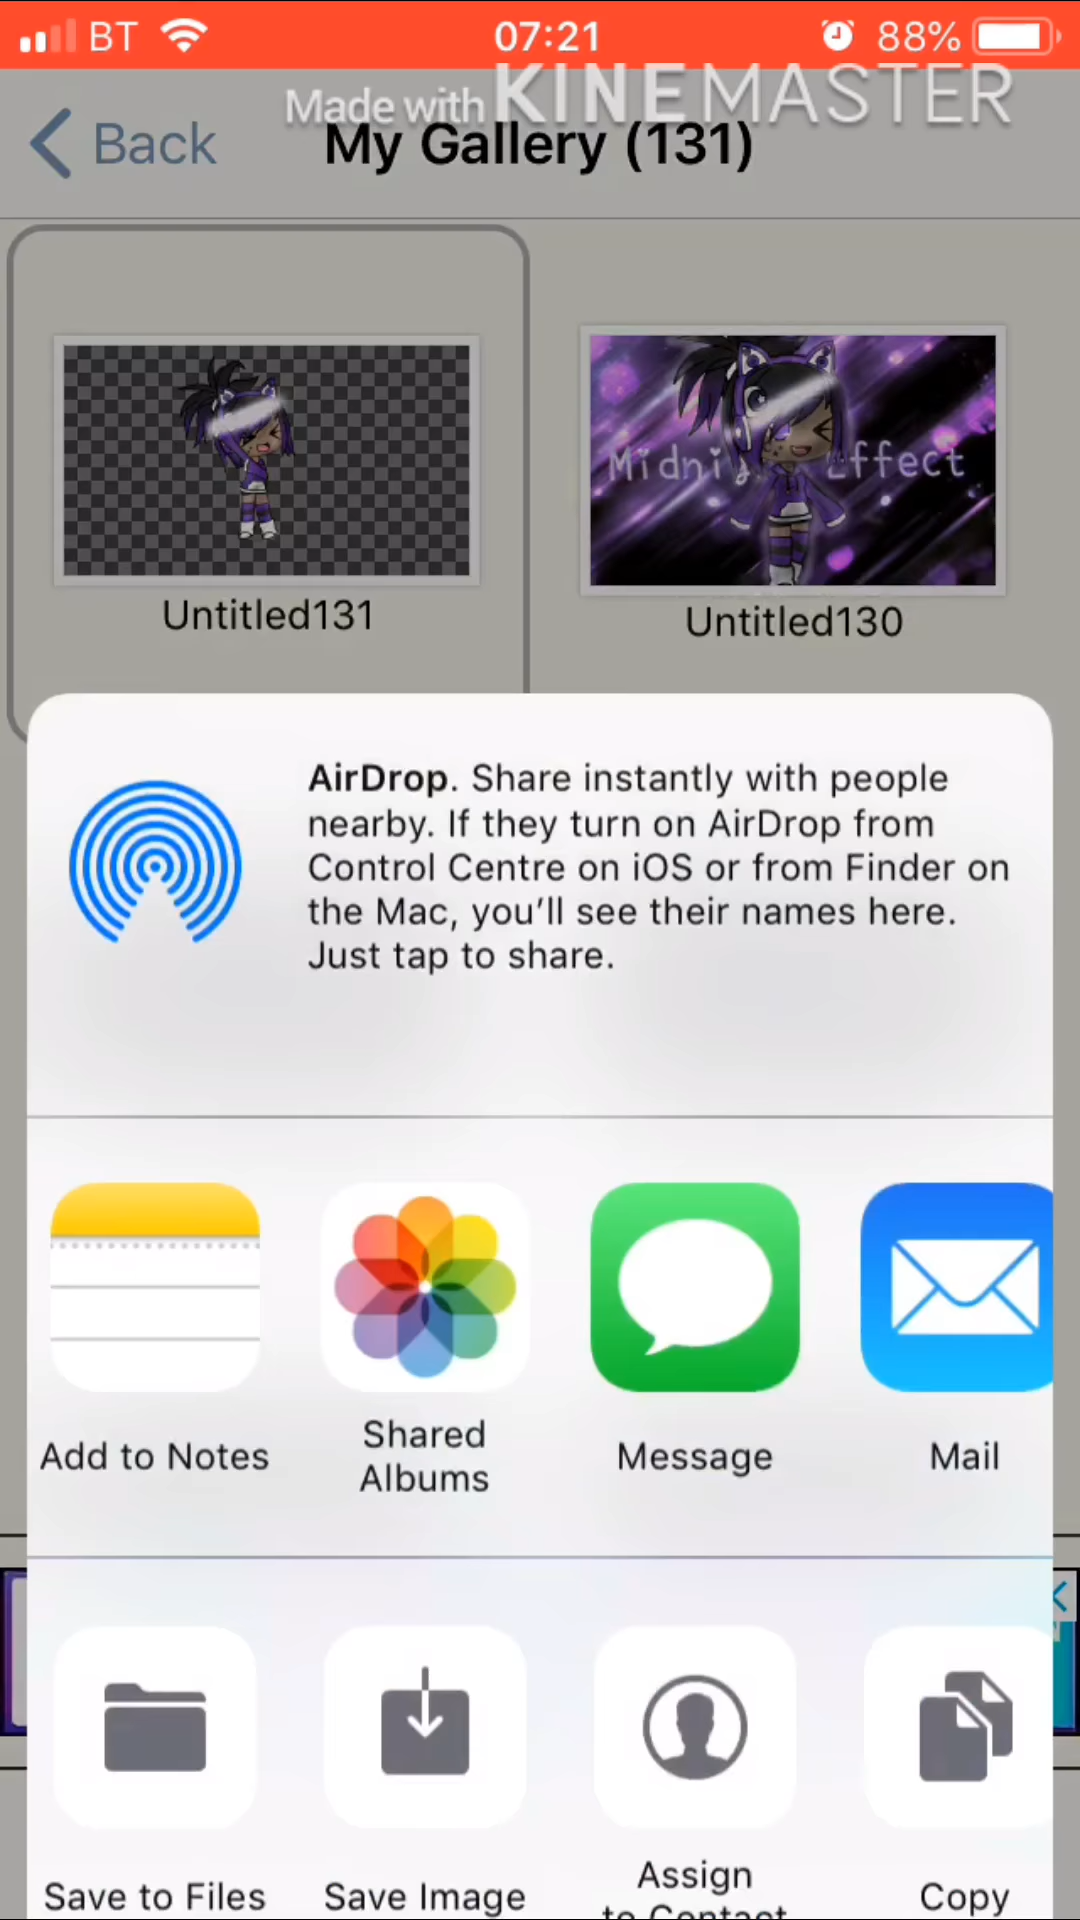 BT 07:21 88%
Made with KINEMASTER
Back My Gallery (131)
Effect
Untitled131
Untitled130
AirDrop. Share instantly with people
nearby. If they turn on AirDrop from
Control Centre on iOS or from Finder on
the Mac, you'll see their names here.
Just tap to share.
Add to Notes
Shared
Albums
Message
Mail
Save to Files
Save Image
Assign
to Contact
Copy